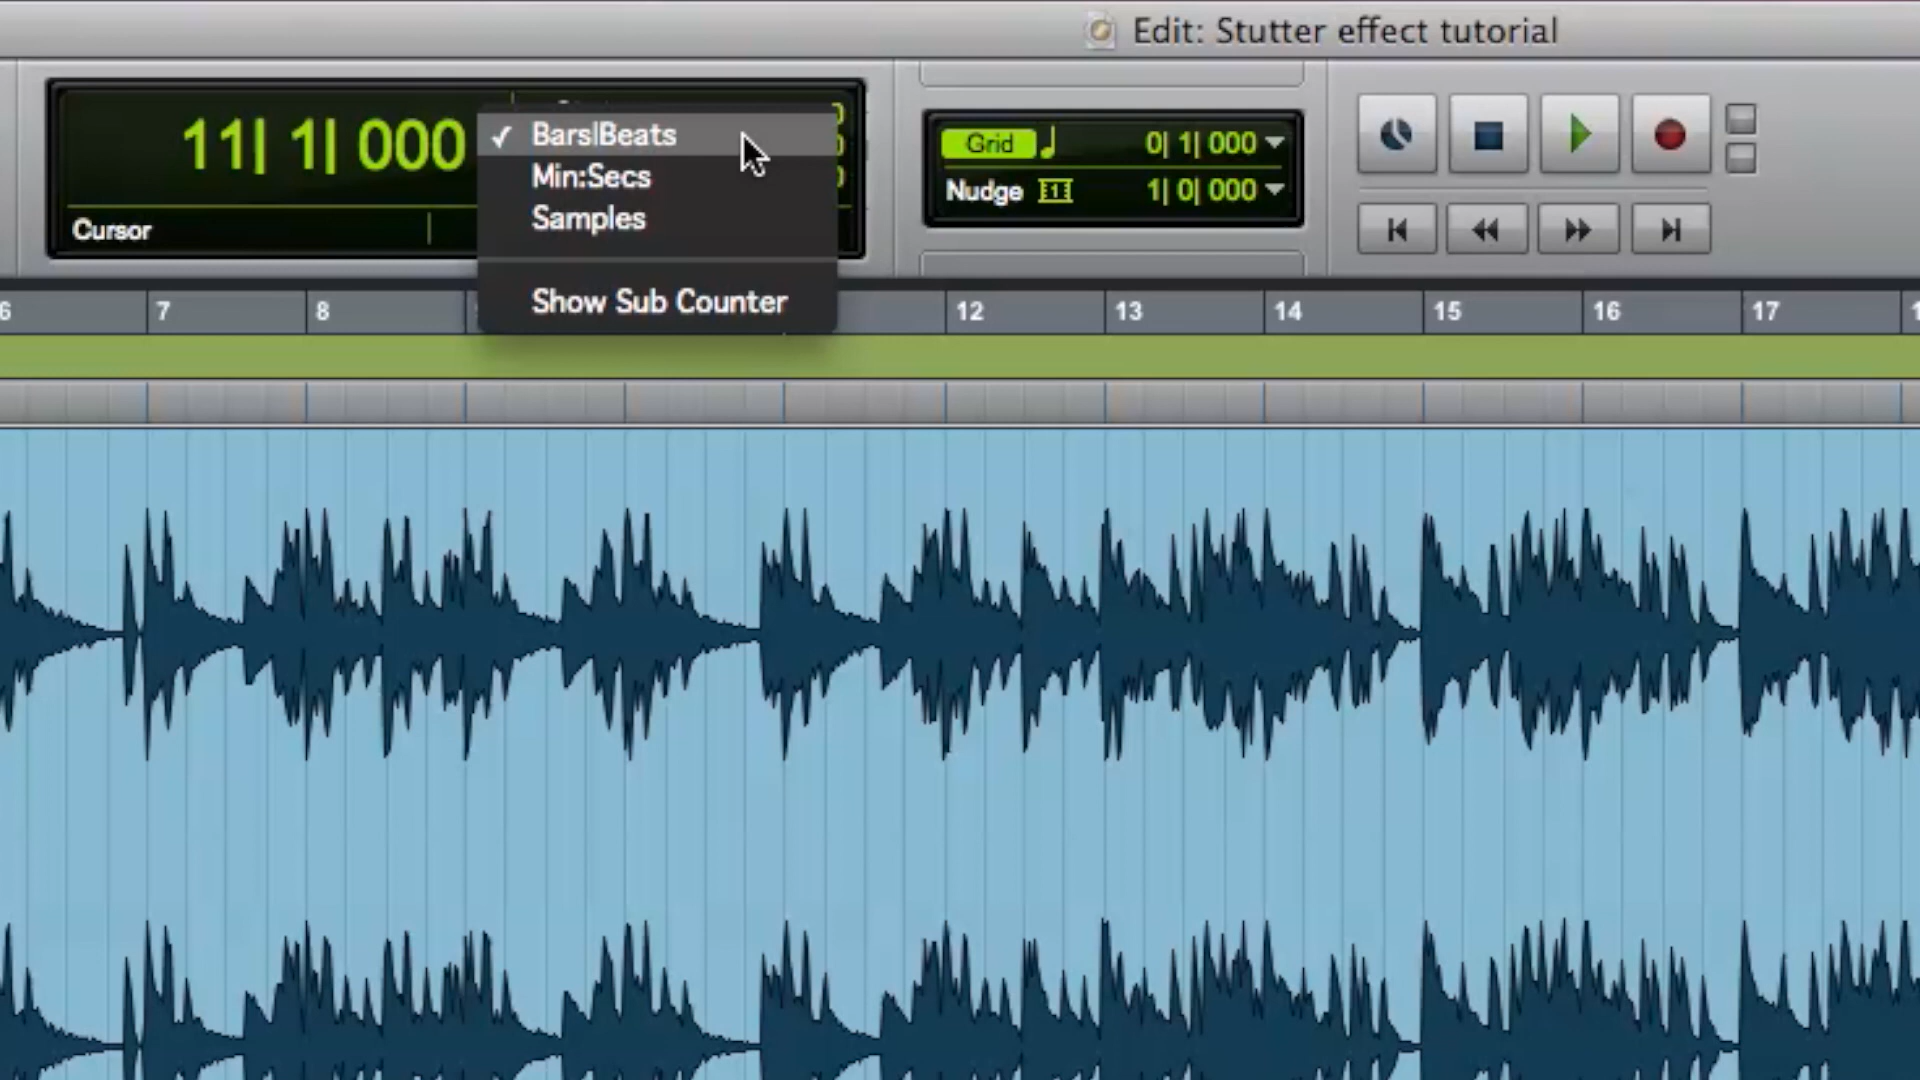 Edit: Stutter effect tutorial
11| 1| 000
Bars|Beats
Min:Secs
Samples
Show Sub Counter
Cursor
Grid 0| 1| 000
Nudge 1| 0| 000
6 7 8 12 13 14 15 16 17